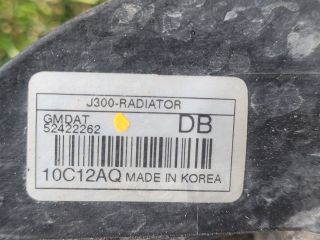 J300-RADIATOR
GMDAT
52422262
DB
10C12AQ MADE IN KOREA